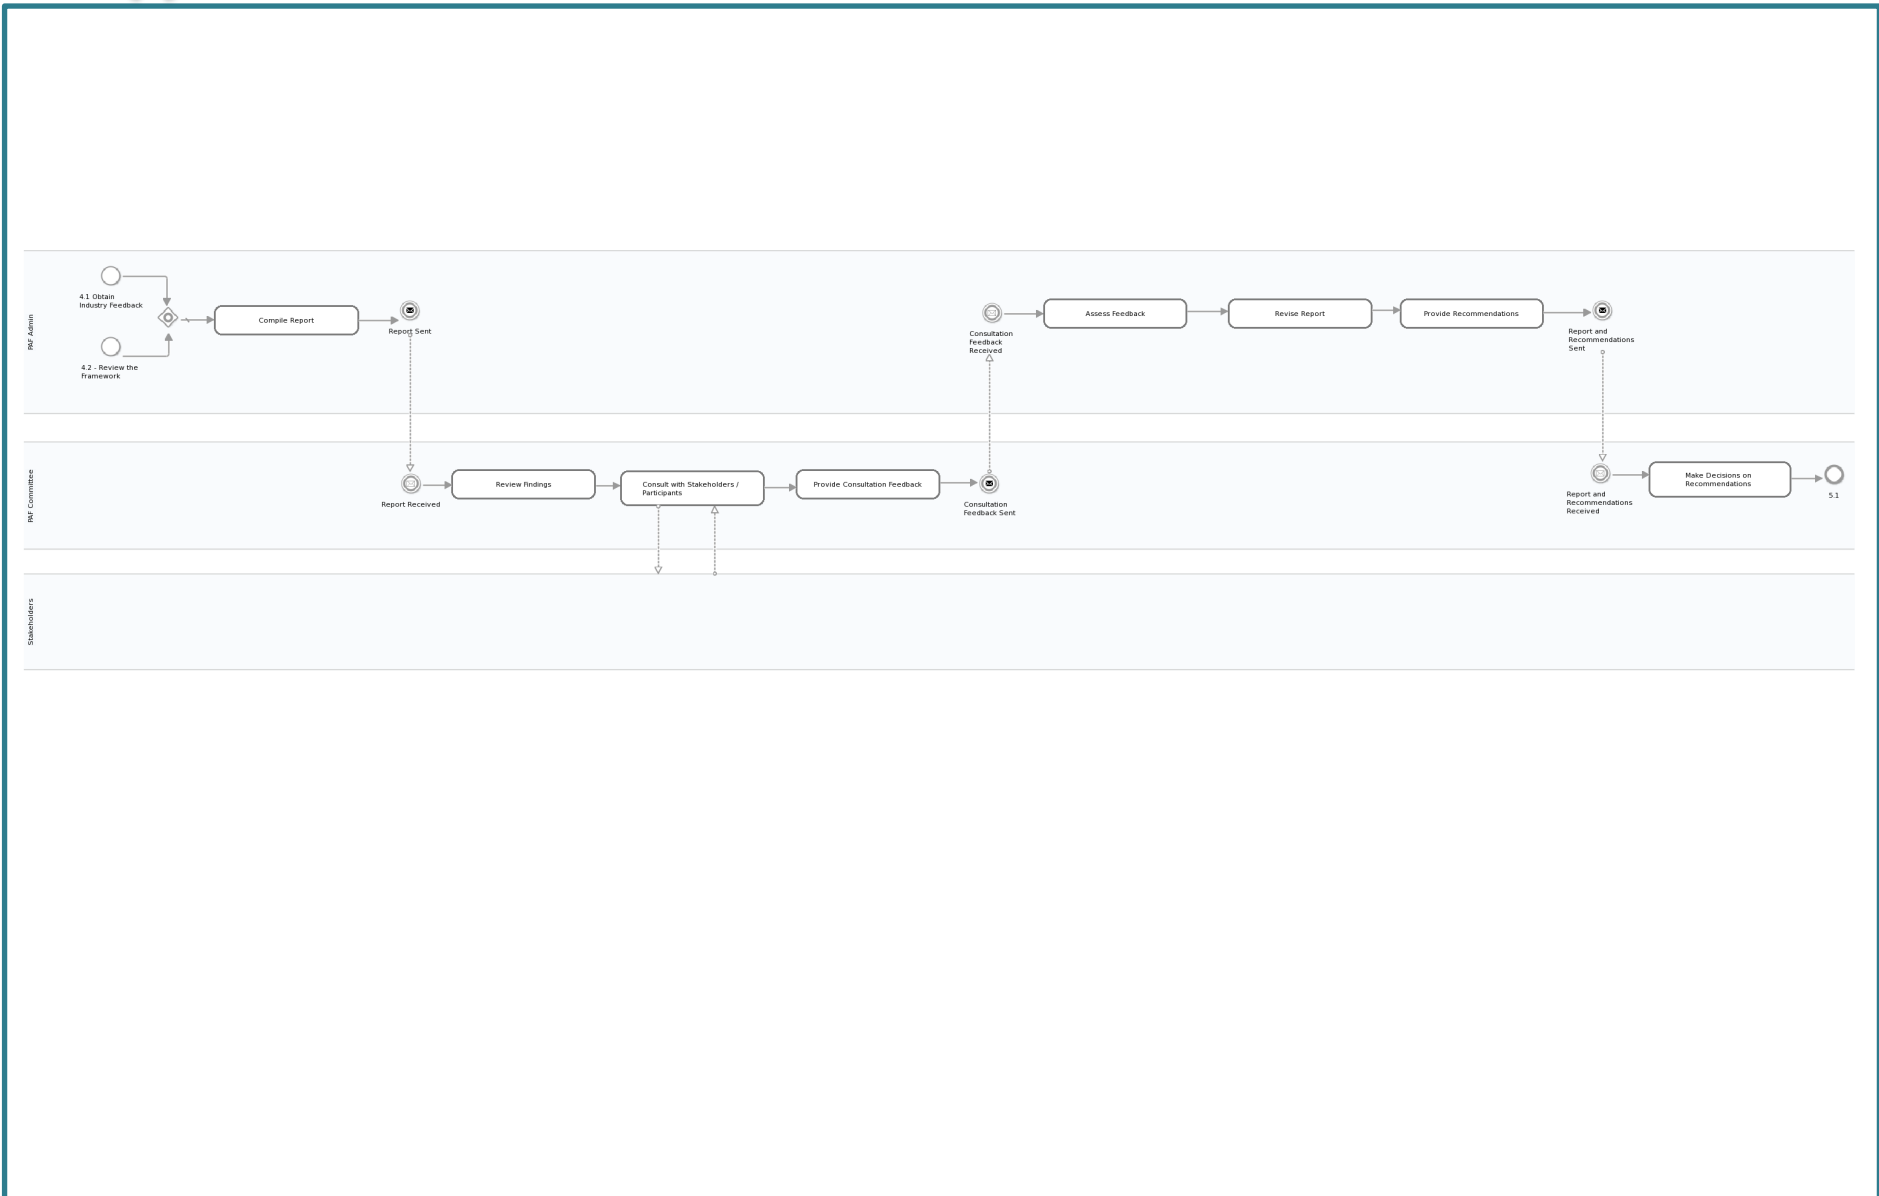 PAF Admin
4.1 Obtain
Industry Feedback
4.2 - Review the
Framework
Compile Report
Report Sent
Consultation
Feedback
Received
Assess Feedback
Revise Report
Provide Recommendations
Report and
Recommendations
Sent
PAF Committee
Report Received
Review Findings
Consult with Stakeholders /
Participants
Provide Consultation Feedback
Consultation
Feedback Sent
Report and
Recommendations
Received
Make Decisions on
Recommendations
5.1
Stakeholders